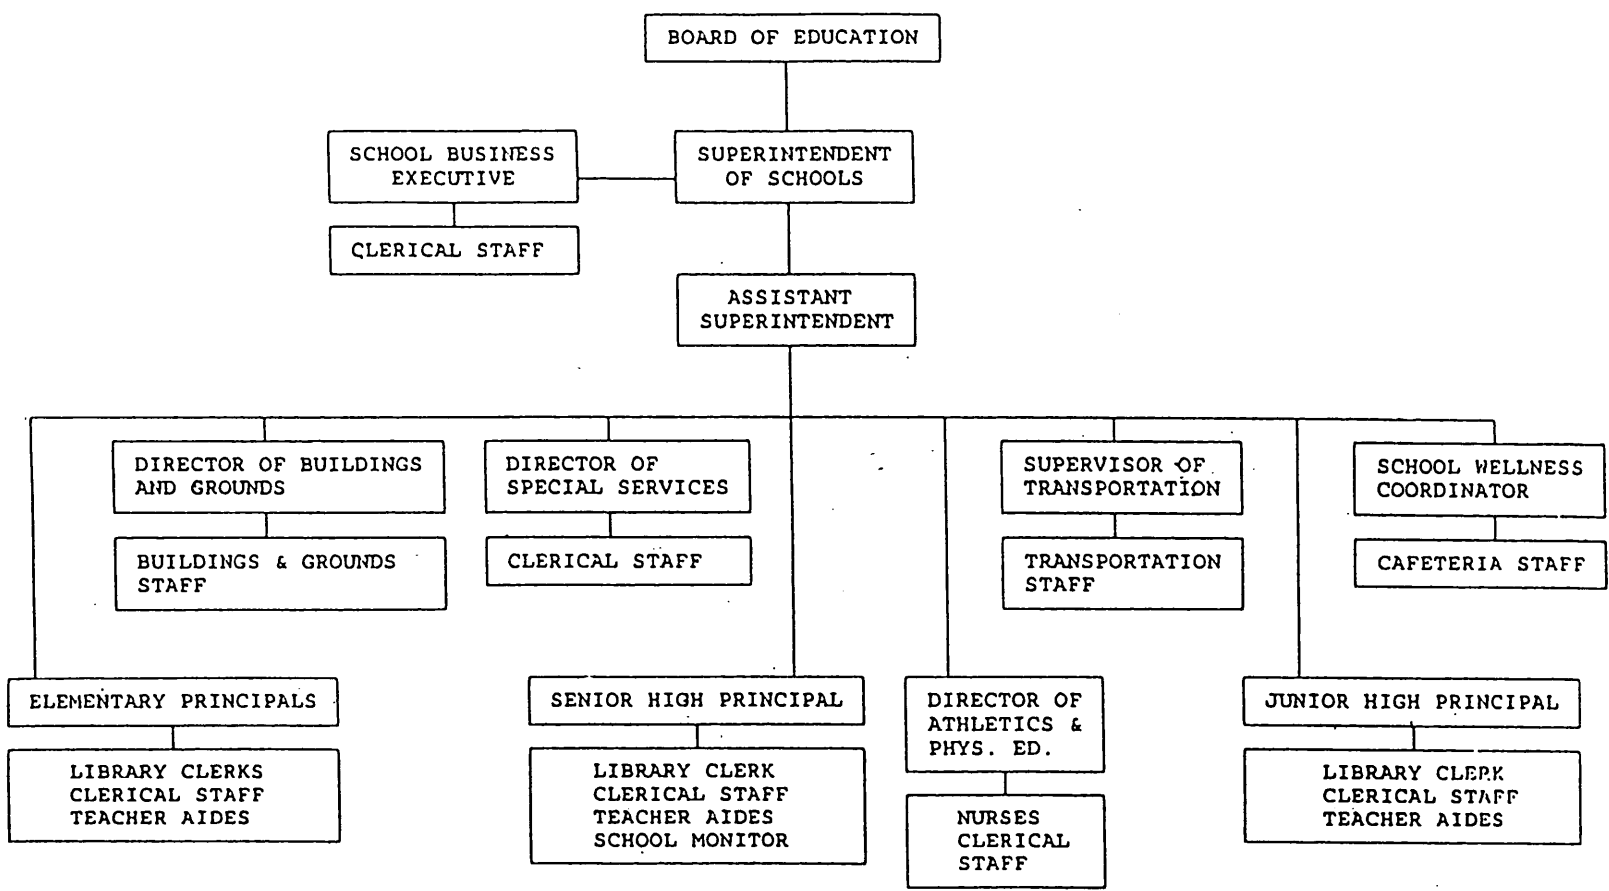 BOARD OF EDUCATION
SCHOOL BUSINESS
EXECUTIVE
SUPERINTENDENT
OF SCHOOLS
CLERICAL STAFF
ASSISTANT
SUPERINTENDENT
DIRECTOR OF BUILDINGS
AND GROUNDS
DIRECTOR OF
SPECIAL SERVICES
SUPERVISOR OF
TRANSPORTATION
SCHOOL WELLNESS
COORDINATOR
BUILDINGS & GROUNDS
STAFF
CLERICAL STAFF
TRANSPORTATION
STAFF
CAFETERIA STAFF
ELEMENTARY PRINCIPALS
SENIOR HIGH PRINCIPAL
DIRECTOR OF
ATHLETICS &
PHYS. ED.
JUNIOR HIGH PRINCIPAL
LIBRARY CLERKS
CLERICAL STAFF
TEACHER AIDES
LIBRARY CLERK
CLERICAL STAFF
TEACHER AIDES
SCHOOL MONITOR
NURSES
CLERICAL
STAFF
LIBRARY CLERK
CLERICAL STAFF
TEACHER AIDES